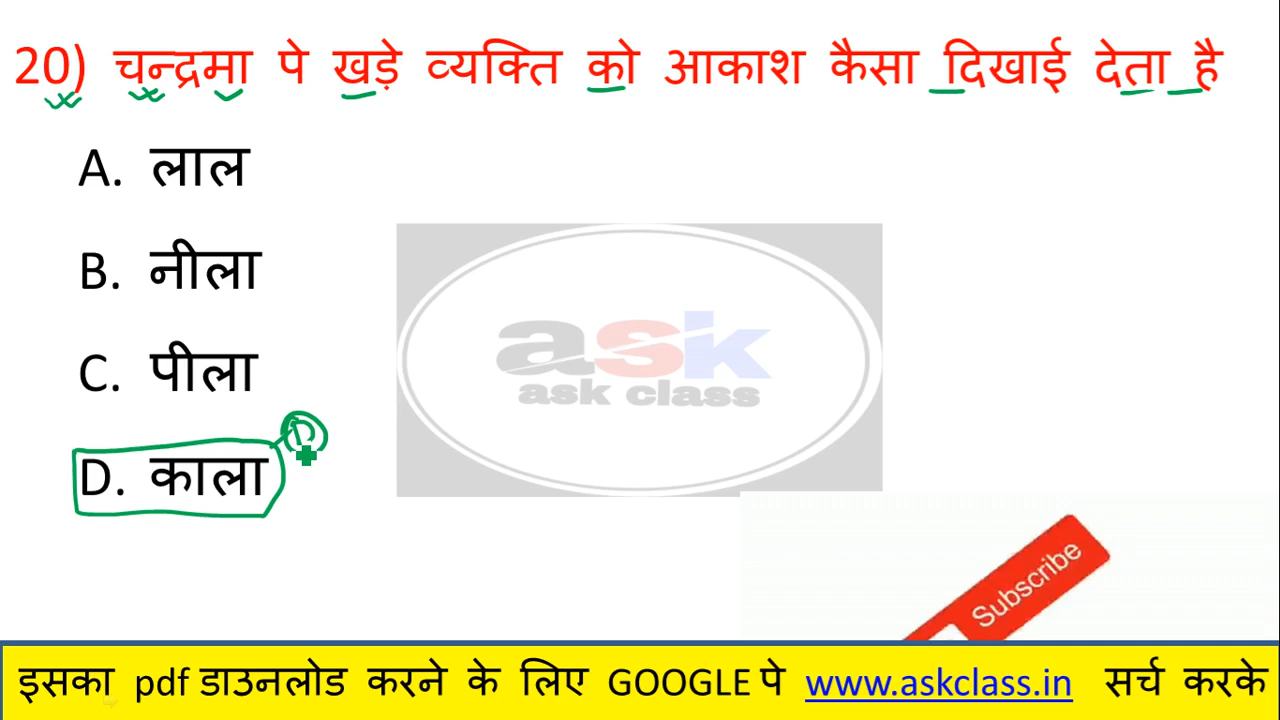 20) चन्द्रमा पे खड़े व्यक्ति को आकाश कैसा दिखाई देता है
A. लाल
B. नीला
C. पीला
D. काला
D
ask
ask class
Subscribe
इसका pdf डाउनलोड करने के लिए GOOGLE पे www.askclass.in सर्च करके